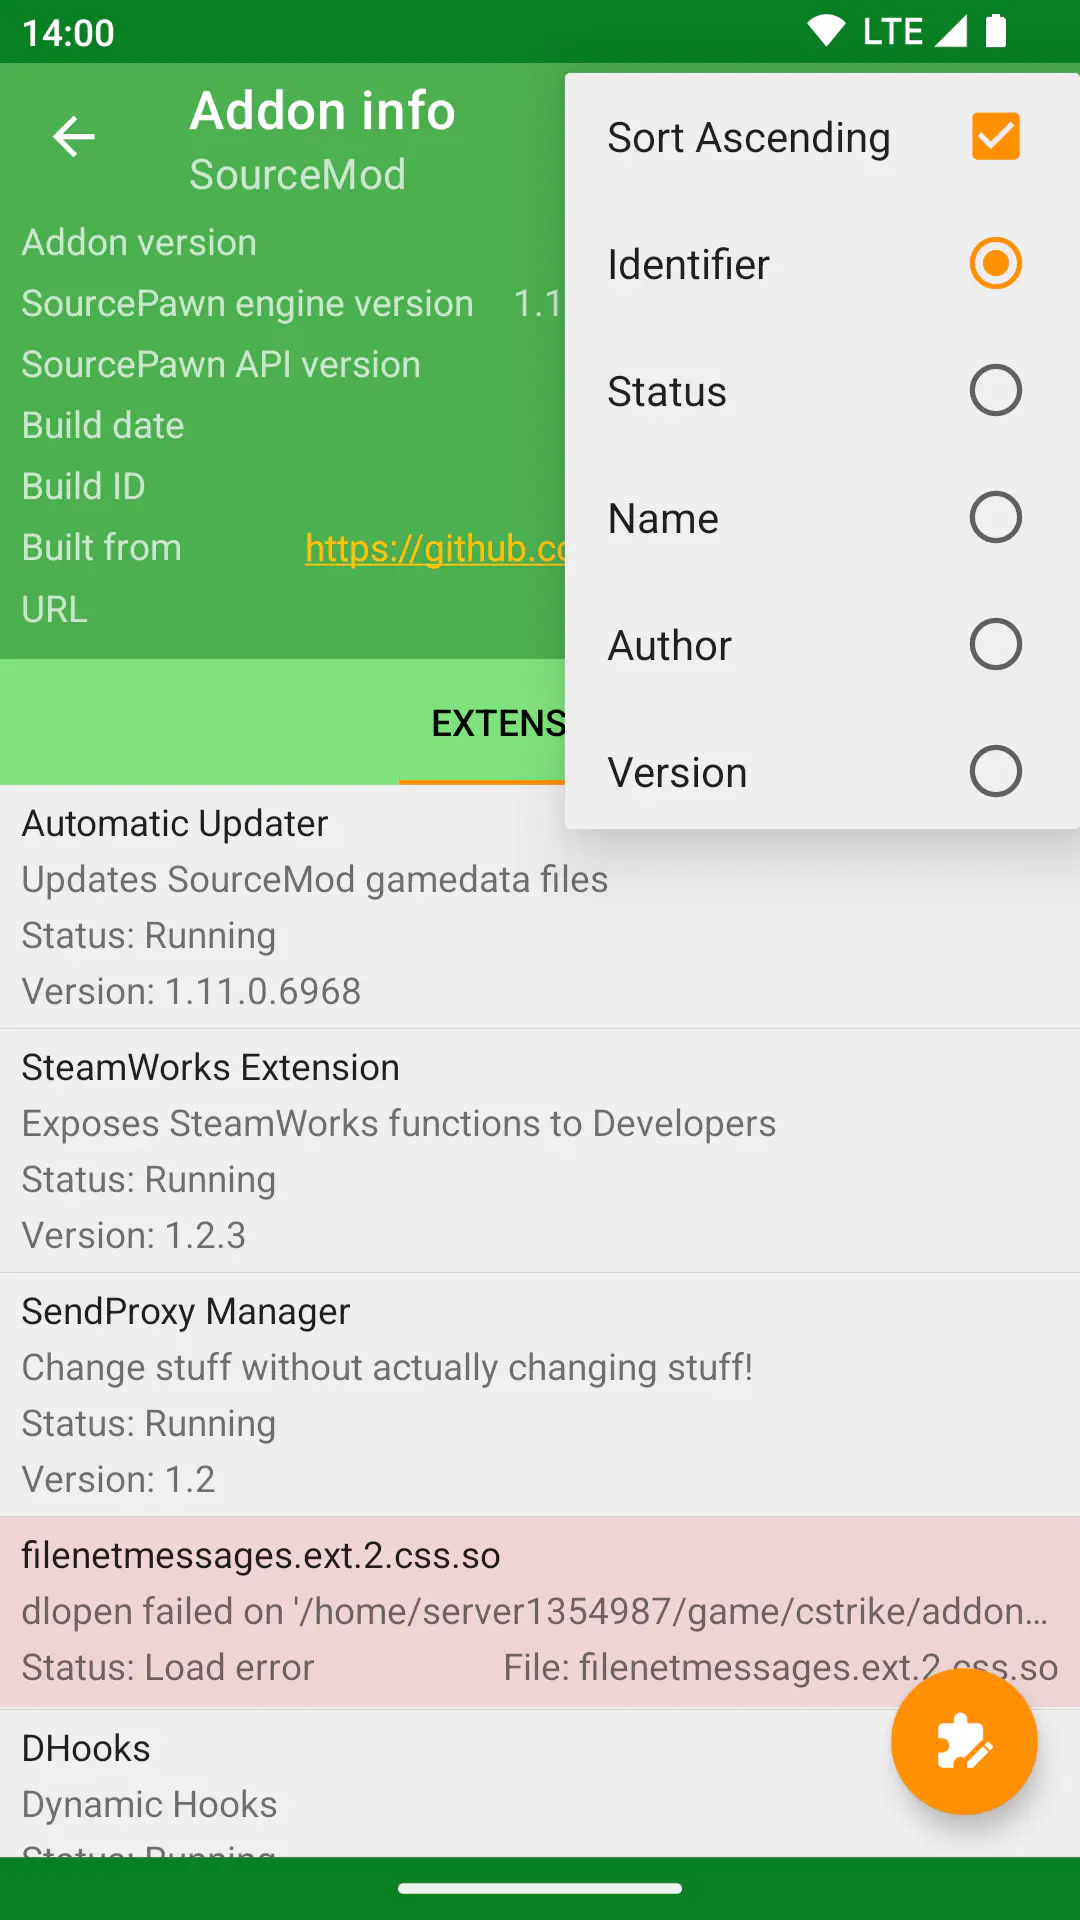 14:00
LTE
Addon info
SourceMod
Addon version
SourcePawn engine version 1.1
SourcePawn API version
Build date
Build ID
Built from https://github.co
URL
EXTENS
Sort Ascending
Identifier
Status
Name
Author
Version
Automatic Updater
Updates SourceMod gamedata files
Status: Running
Version: 1.11.0.6968
SteamWorks Extension
Exposes SteamWorks functions to Developers
Status: Running
Version: 1.2.3
SendProxy Manager
Change stuff without actually changing stuff!
Status: Running
Version: 1.2
filenetmessages.ext.2.css.so
dlopen failed on '/home/server1354987/game/cstrike/addon…
Status: Load error File: filenetmessages.ext.2.css.so
DHooks
Dynamic Hooks
Status: Running